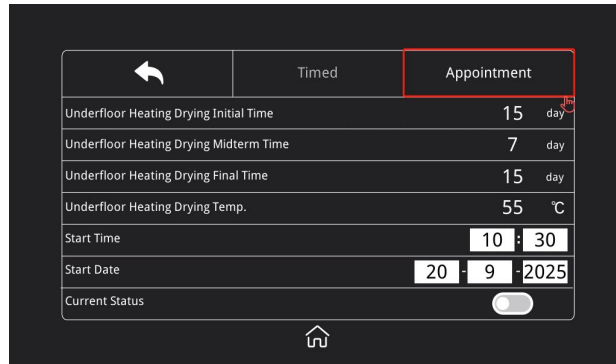 Timed Appointment
Underfloor Heating Drying Initial Time 15 day
Underfloor Heating Drying Midterm Time 7 day
Underfloor Heating Drying Final Time 15 day
Underfloor Heating Drying Temp. 55 ℃
Start Time 10 : 30
Start Date 20 - 9 - 2025
Current Status